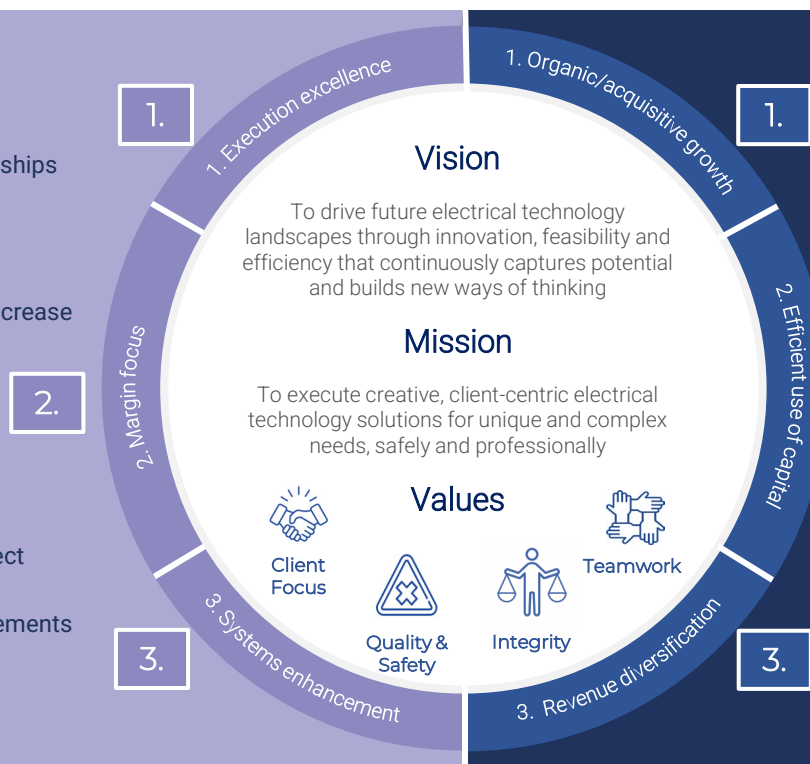 1.
ships
crease
2.
ect
ements
3.
1. Execution excellence
2. Margin focus
3. Systems enhancement
Vision
To drive future electrical technology
landscapes through innovation, feasibility and
efficiency that continuously captures potential
and builds new ways of thinking
Mission
To execute creative, client-centric electrical
technology solutions for unique and complex
needs, safely and professionally
Values
Client
Focus
Quality &
Safety
Integrity
Teamwork
1. Organic/acquisitive growth
2. Efficient use of capital
3. Revenue diversification
1.
3.